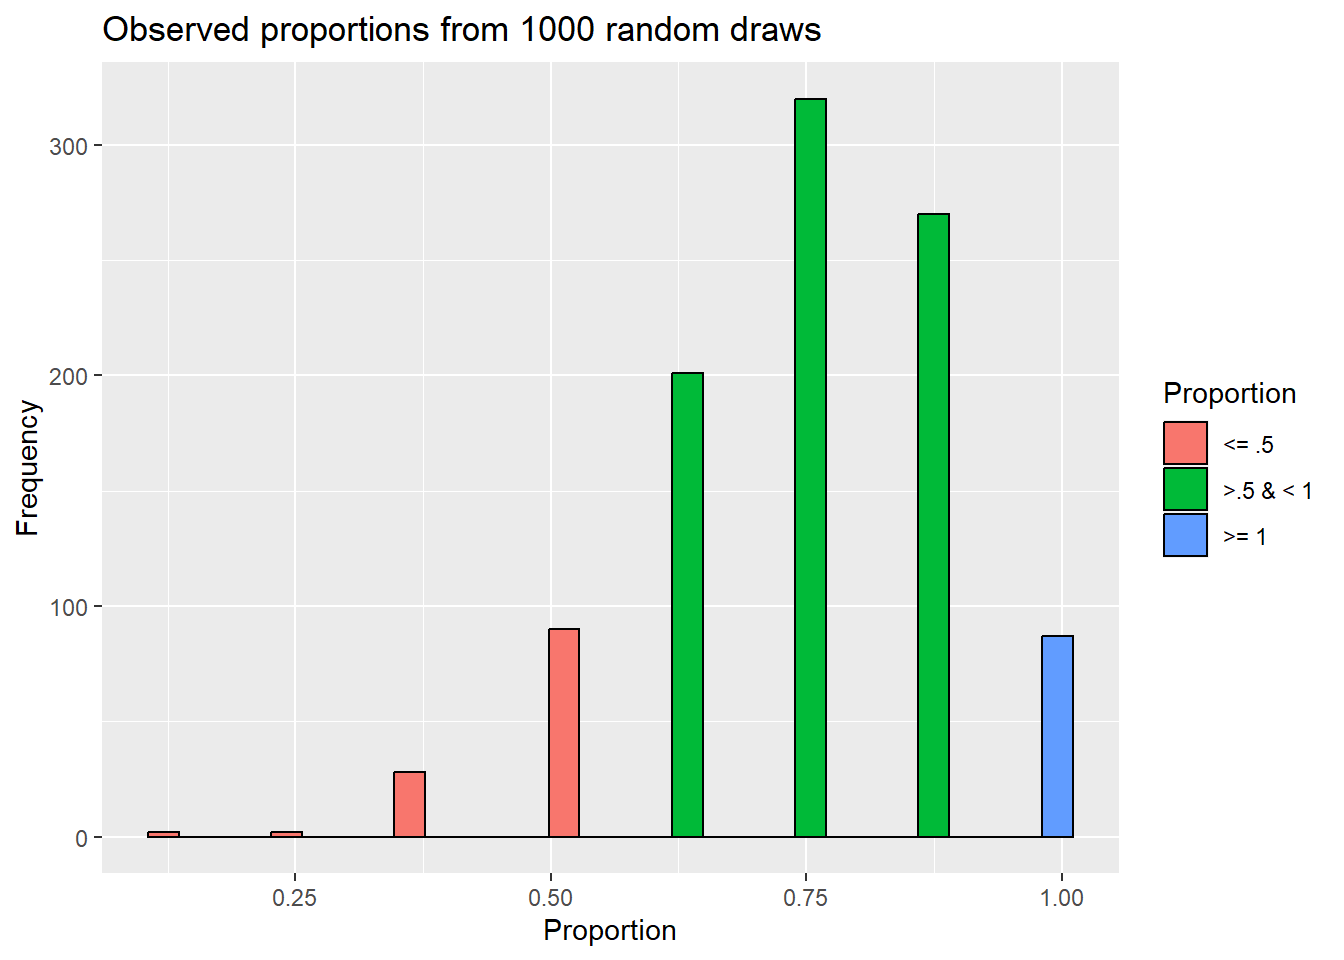 Observed proportions from 1000 random draws
300
200
100
0
Frequency
0.25
0.50
0.75
1.00
Proportion
Proportion
<= .5
>.5 & < 1
>= 1